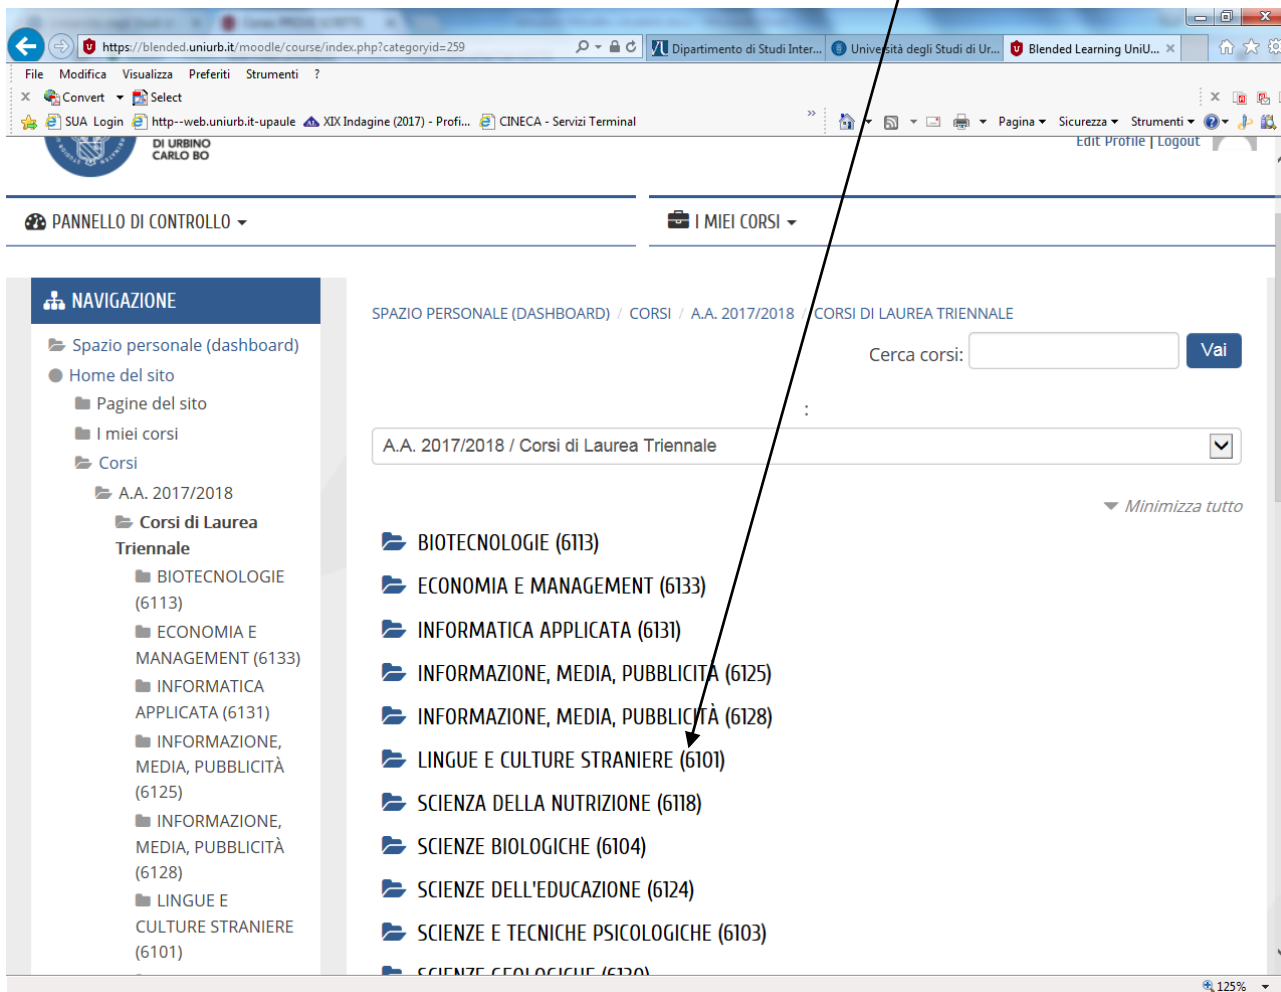 https://blended.uniurb.it/moodle/course/index.php?categoryid=259
Dipartimento di Studi Inter...
Università degli Studi di Ur...
Blended Learning UniU...
File Modifica Visualizza Preferiti Strumenti ?
Convert Select
SUA Login http--web.uniurb.it-upaule XIX Indagine (2017) - Profi... CINECA - Servizi Terminal
Pagina Sicurezza Strumenti
DI URBINO
CARLO BO
Edit Profile | Logout
PANNELLO DI CONTROLLO
I MIEI CORSI
NAVIGAZIONE
Spazio personale (dashboard)
Home del sito
Pagine del sito
I miei corsi
Corsi
A.A. 2017/2018
Corsi di Laurea
Triennale
BIOTECNOLOGIE
(6113)
ECONOMIA E
MANAGEMENT (6133)
INFORMATICA
APPLICATA (6131)
INFORMAZIONE,
MEDIA, PUBBLICITÀ
(6125)
INFORMAZIONE,
MEDIA, PUBBLICITÀ
(6128)
LINGUE E
CULTURE STRANIERE
(6101)
SPAZIO PERSONALE (DASHBOARD) / CORSI / A.A. 2017/2018 / CORSI DI LAUREA TRIENNALE
Cerca corsi:
Vai
:
A.A. 2017/2018 / Corsi di Laurea Triennale
Minimizza tutto
BIOTECNOLOGIE (6113)
ECONOMIA E MANAGEMENT (6133)
INFORMATICA APPLICATA (6131)
INFORMAZIONE, MEDIA, PUBBLICITÀ (6125)
INFORMAZIONE, MEDIA, PUBBLICITÀ (6128)
LINGUE E CULTURE STRANIERE (6101)
SCIENZA DELLA NUTRIZIONE (6118)
SCIENZE BIOLOGICHE (6104)
SCIENZE DELL'EDUCAZIONE (6124)
SCIENZE E TECNICHE PSICOLOGICHE (6103)
SCIENZE GEOLOGICHE
125%